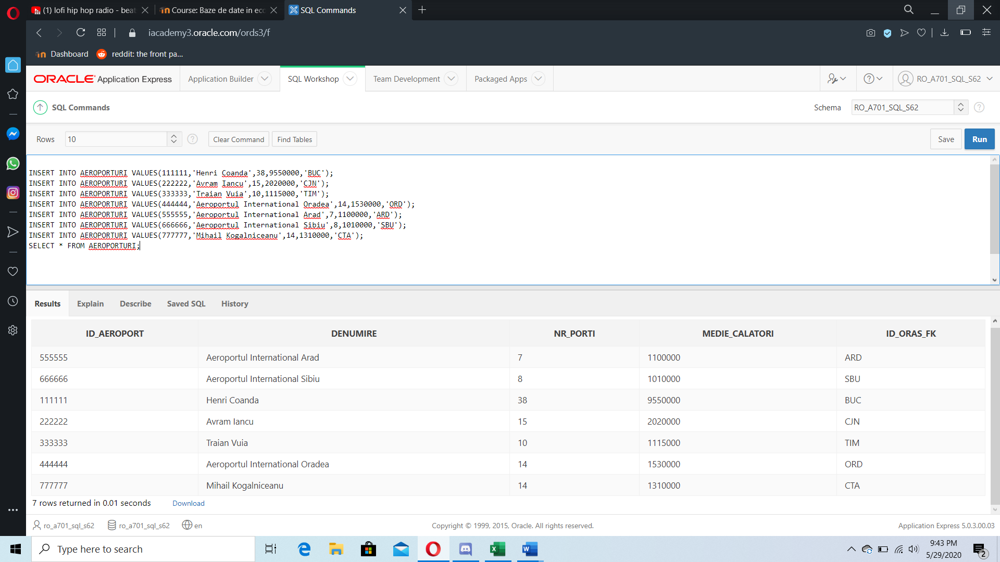 (1) lofi hip hop radio - beat
Course: Baze de date in eco
SQL Commands
iacademy3.oracle.com/ords3/f
Dashboard
reddit: the front pa...
ORACLE Application Express
Application Builder
SQL Workshop
Team Development
Packaged Apps
RO_A701_SQL_S62
SQL Commands
Schema
RO_A701_SQL_S62
Rows
10
Clear Command
Find Tables
Save
Run
INSERT INTO AEROPORTURI VALUES(111111,'Henri Coanda',38,9550000,'BUC');
INSERT INTO AEROPORTURI VALUES(222222,'Avram Iancu',15,2020000,'CJN');
INSERT INTO AEROPORTURI VALUES(333333,'Traian Vuia',10,1115000,'TIM');
INSERT INTO AEROPORTURI VALUES(444444,'Aeroportul International Oradea',14,1530000,'ORD');
INSERT INTO AEROPORTURI VALUES(555555,'Aeroportul International Arad',7,1100000,'ARD');
INSERT INTO AEROPORTURI VALUES(666666,'Aeroportul International Sibiu',8,1010000,'SBU');
INSERT INTO AEROPORTURI VALUES(777777,'Mihail Kogalniceanu',14,1310000,'CTA');
SELECT * FROM AEROPORTURI;
Results Explain Describe Saved SQL History
ID_AEROPORT DENUMIRE NR_PORTI MEDIE_CALATORI ID_ORAS_FK
555555 Aeroportul International Arad 7 1100000 ARD
666666 Aeroportul International Sibiu 8 1010000 SBU
111111 Henri Coanda 38 9550000 BUC
222222 Avram Iancu 15 2020000 CJN
333333 Traian Vuia 10 1115000 TIM
444444 Aeroportul International Oradea 14 1530000 ORD
777777 Mihail Kogalniceanu 14 1310000 CTA
7 rows returned in 0.01 seconds
Download
ro_a701_sql_s62
ro_a701_sql_s62
en
Copyright © 1999, 2015, Oracle. All rights reserved.
Application Express 5.0.3.00.03
Type here to search
9:43 PM
5/29/2020
2